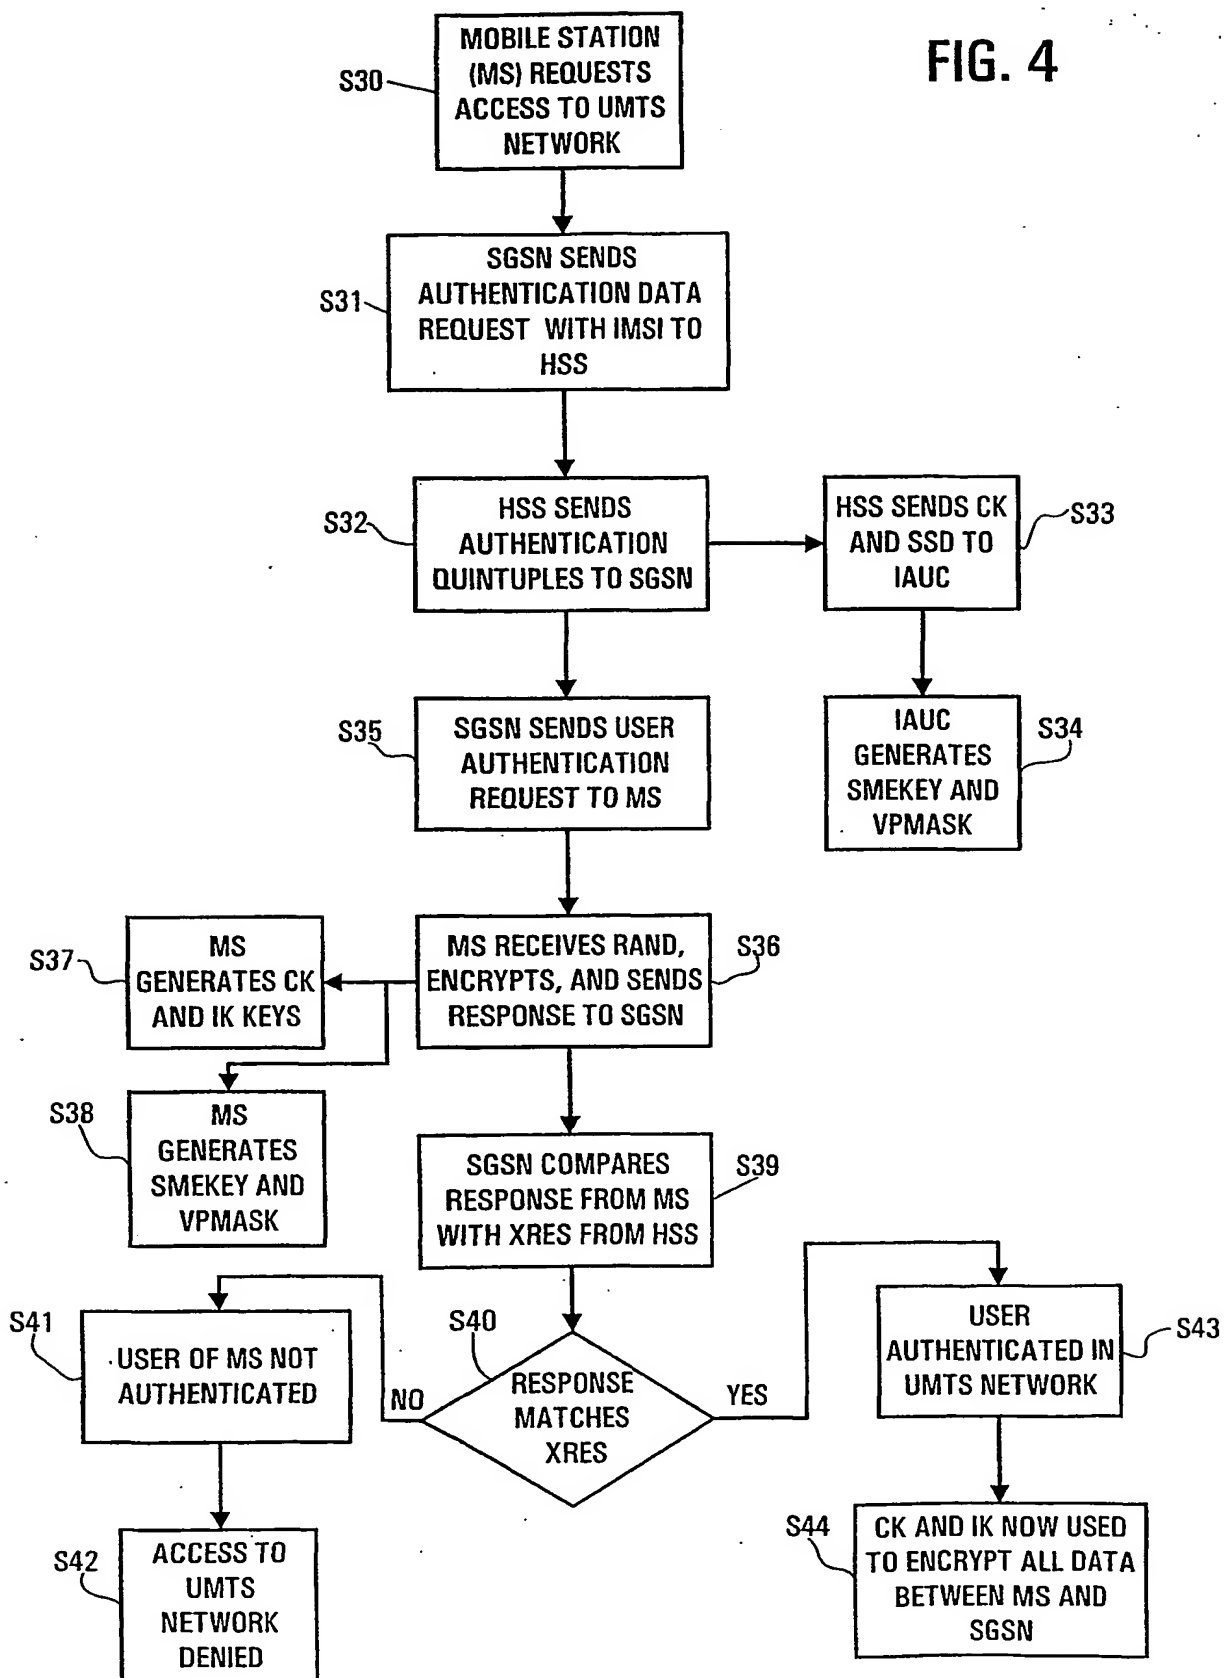 FIG. 4
S30
MOBILE STATION
(MS) REQUESTS
ACCESS TO UMTS
NETWORK
S31
SGSN SENDS
AUTHENTICATION DATA
REQUEST WITH IMSI TO
HSS
S32
HSS SENDS
AUTHENTICATION
QUINTUPLES TO SGSN
HSS SENDS CK
AND SSD TO
IAUC
S33
S35
SGSN SENDS USER
AUTHENTICATION
REQUEST TO MS
IAUC
GENERATES
SMEKEY AND
VPMASK
S34
S37
MS
GENERATES CK
AND IK KEYS
MS RECEIVES RAND,
ENCRYPTS, AND SENDS
RESPONSE TO SGSN
S36
S38
MS
GENERATES
SMEKEY AND
VPMASK
SGSN COMPARES
RESPONSE FROM MS
WITH XRES FROM HSS
S39
S41
USER OF MS NOT
AUTHENTICATED
S40
NO
RESPONSE
MATCHES
XRES
YES
USER
AUTHENTICATED IN
UMTS NETWORK
S43
S42
ACCESS TO
UMTS
NETWORK
DENIED
S44
CK AND IK NOW USED
TO ENCRYPT ALL DATA
BETWEEN MS AND
SGSN